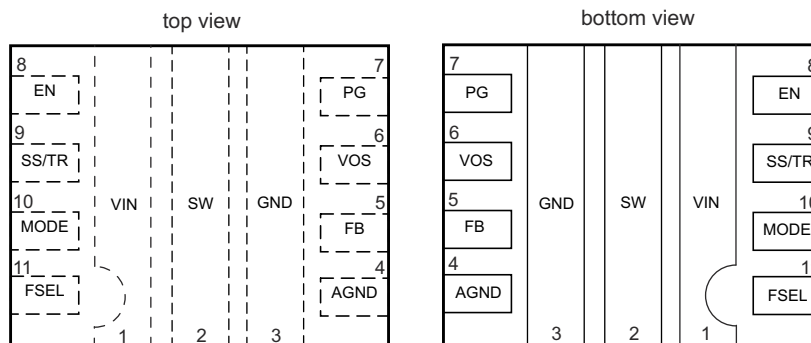 top view
bottom view
8
EN
7
PG
9
SS/TR
6
VOS
VIN
SW
GND
10
MODE
5
FB
11
FSEL
4
AGND
1
2
3
7
PG
8
EN
6
VOS
9
SS/TR
GND
SW
VIN
5
FB
10
MODE
4
AGND
1
FSEL
3
2
1